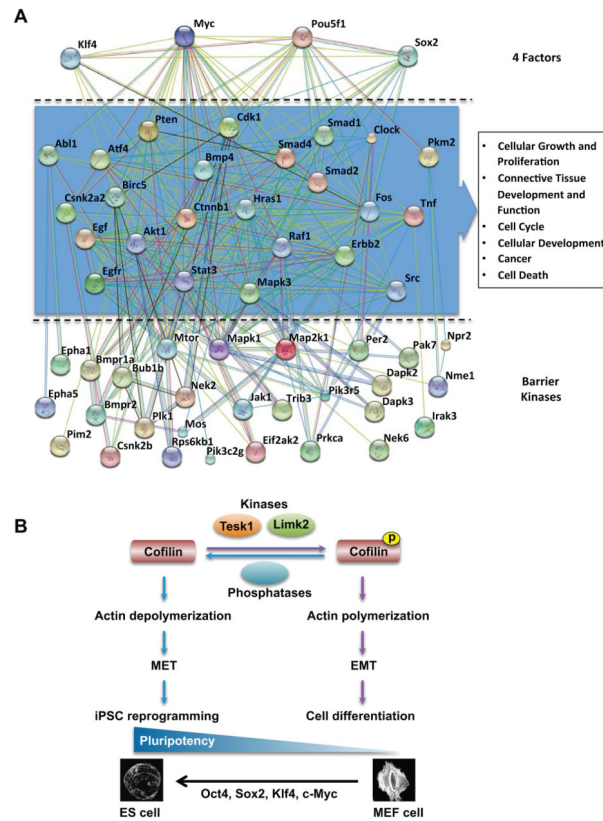 A
Myc
Pou5f1
Klf4
Sox2
4 Factors
Pten
Cdk1
Smad1
Clock
Abl1
Atf4
Smad4
Pkm2
Bmp4
Birc5
Smad2
Csnk2a2
Ctnnb1
Hras1
Fos
Tnf
Egf
Akt1
Raf1
Erbb2
Egfr
Stat3
Mapk3
Src
• Cellular Growth and
Proliferation
• Connective Tissue
Development and
Function
• Cell Cycle
• Cellular Development
• Cancer
• Cell Death
Mtor
Mapk1
Map2k1
Per2
Pak7
Npr2
Epha1
Bmpr1a
Bub1b
Dapk2
Nme1
Barrier
Kinases
Epha5
Nek2
Jak1
Trib3
Pik3r5
Bmpr2
Plk1
Mos
Dapk3
Irak3
Pim2
Csnk2b
Rps6kb1
Pik3c2g
Eif2ak2
Prkca
Nek6
B
Kinases
Tesk1
Limk2
P
Cofilin
Cofilin
Phosphatases
Actin depolymerization
Actin polymerization
MET
EMT
iPSC reprogramming
Cell differentiation
Pluripotency
Oct4, Sox2, Klf4, c-Myc
ES cell
MEF cell